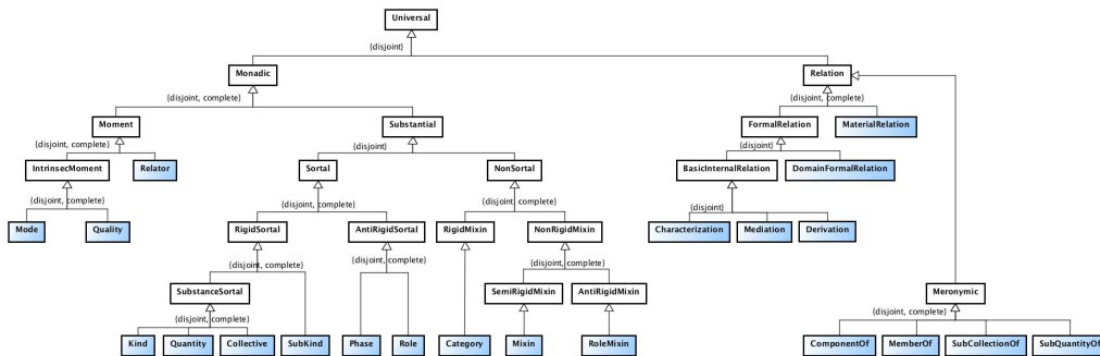 Universal
{disjoint}
Monadic
Relation
{disjoint, complete}
{disjoint, complete}
Moment
Substantial
FormalRelation
MaterialRelation
{disjoint, complete}
{disjoint}
{disjoint}
IntrinsecMoment
Relator
Sortal
NonSortal
BasicInternalRelation
DomainFormalRelation
{disjoint, complete}
{disjoint, complete}
{disjoint, complete}
{disjoint}
Mode
Quality
RigidSortal
AntiRigidSortal
RigidMixin
NonRigidMixin
Characterization
Mediation
Derivation
{disjoint, complete}
{disjoint, complete}
{disjoint, complete}
SubstanceSortal
SemiRigidMixin
AntiRigidMixin
Meronymic
{disjoint, complete}
{disjoint, complete}
Kind
Quantity
Collective
SubKind
Phase
Role
Category
Mixin
RoleMixin
ComponentOf
MemberOf
SubCollectionOf
SubQuantityOf